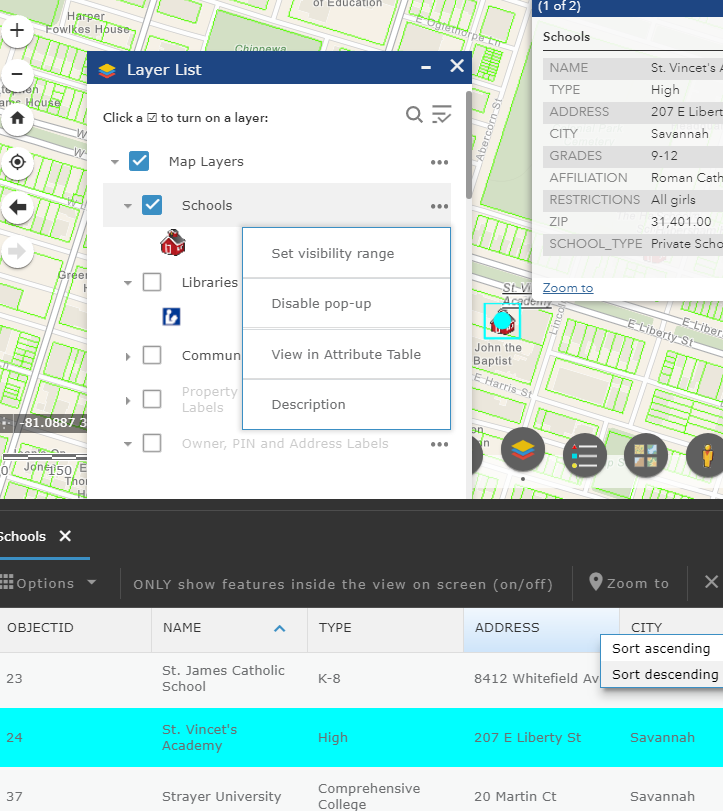 Harper
Fowlkes House
of Education
E Oglethorpe Ln
Chippewa
(1 of 2)
Layer List
Schools
Click a ☑ to turn on a layer:
Abercorn St
NAME St. Vincet's
TYPE High
ADDRESS 207 E Libert
CITY Savannah
GRADES 9-12
AFFILIATION Roman Cath
RESTRICTIONS All girls
ZIP 31,401.00
SCHOOL_TYPE Private Scho
Zoom to
Map Layers
Schools
Set visibility range
Disable pop-up
View in Attribute Table
Description
Libraries
Commun
Property
Labels
Owner, PIN and Address Labels
St. Vi
Academy
Lincoln
E Liberty St
E Liberty St
John the
Baptist
E Harris St
-81.0887 3
0 150
Schools
Options
ONLY show features inside the view on screen (on/off)
Zoom to
OBJECTID NAME TYPE ADDRESS CITY
Sort ascending
Sort descending
23 St. James Catholic
School K-8 8412 Whitefield Av
24 St. Vincet's
Academy High 207 E Liberty St Savannah
37 Strayer University Comprehensive
College 20 Martin Ct Savannah